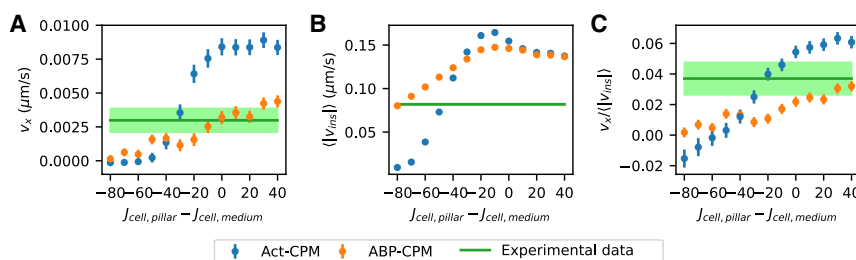 A
B
C
v_x (μm/s)
0.0100
0.0075
0.0050
0.0025
0.0000
−80 −60 −40 −20 0 20 40
J_cell, pillar − J_cell, medium
⟨|v_ins|⟩ (μm/s)
0.15
0.10
0.05
−80 −60 −40 −20 0 20 40
J_cell, pillar − J_cell, medium
v_x/⟨|v_ins|⟩
0.06
0.04
0.02
0.00
−0.02
−80 −60 −40 −20 0 20 40
J_cell, pillar − J_cell, medium
Act-CPM ABP-CPM Experimental data